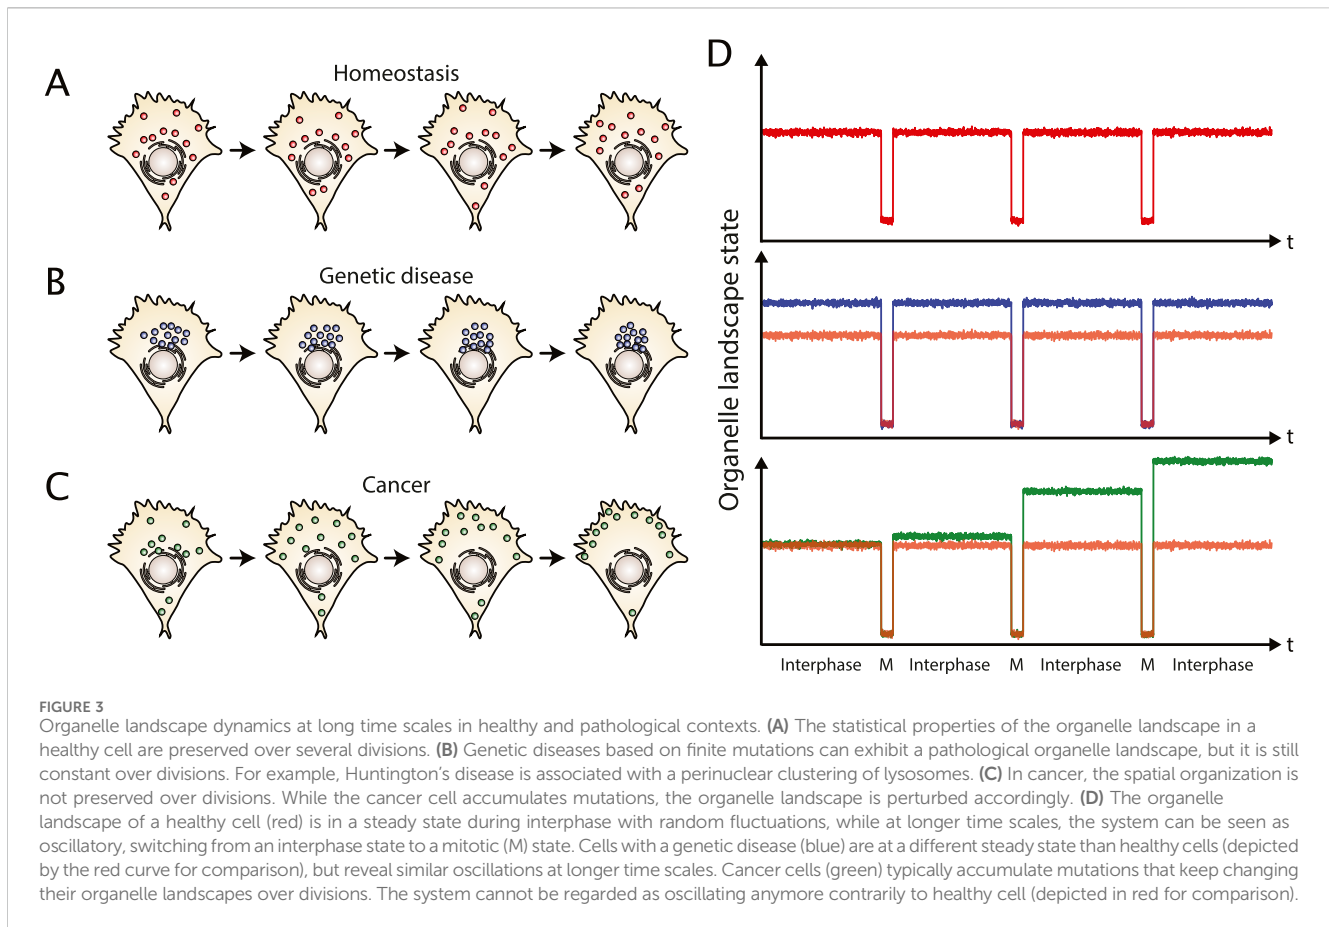 A
Homeostasis
B
Genetic disease
C
Cancer
D
Organelle landscape state
t
t
t
Interphase M Interphase M Interphase M Interphase
FIGURE 3
Organelle landscape dynamics at long time scales in healthy and pathological contexts. (A) The statistical properties of the organelle landscape in a
healthy cell are preserved over several divisions. (B) Genetic diseases based on finite mutations can exhibit a pathological organelle landscape, but it is still
constant over divisions. For example, Huntington’s disease is associated with a perinuclear clustering of lysosomes. (C) In cancer, the spatial organization is
not preserved over divisions. While the cancer cell accumulates mutations, the organelle landscape is perturbed accordingly. (D) The organelle
landscape of a healthy cell (red) is in a steady state during interphase with random fluctuations, while at longer time scales, the system can be seen as
oscillatory, switching from an interphase state to a mitotic (M) state. Cells with a genetic disease (blue) are at a different steady state than healthy cells (depicted
by the red curve for comparison), but reveal similar oscillations at longer time scales. Cancer cells (green) typically accumulate mutations that keep changing
their organelle landscapes over divisions. The system cannot be regarded as oscillating anymore contrarily to healthy cell (depicted in red for comparison).